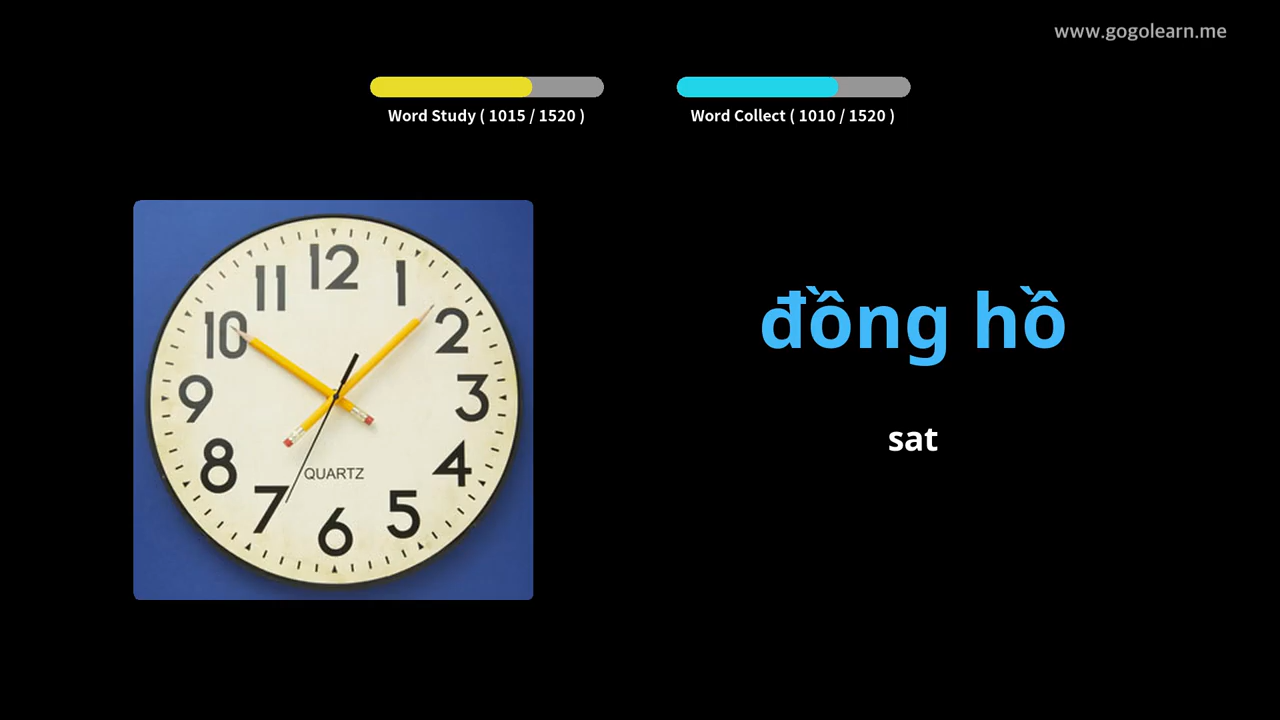 www.gogolearn.me
Word Study ( 1015 / 1520 )
Word Collect ( 1010 / 1520 )
12
11
1
10
2
9
3
8
4
7
5
6
QUARTZ
đồng hồ
sat